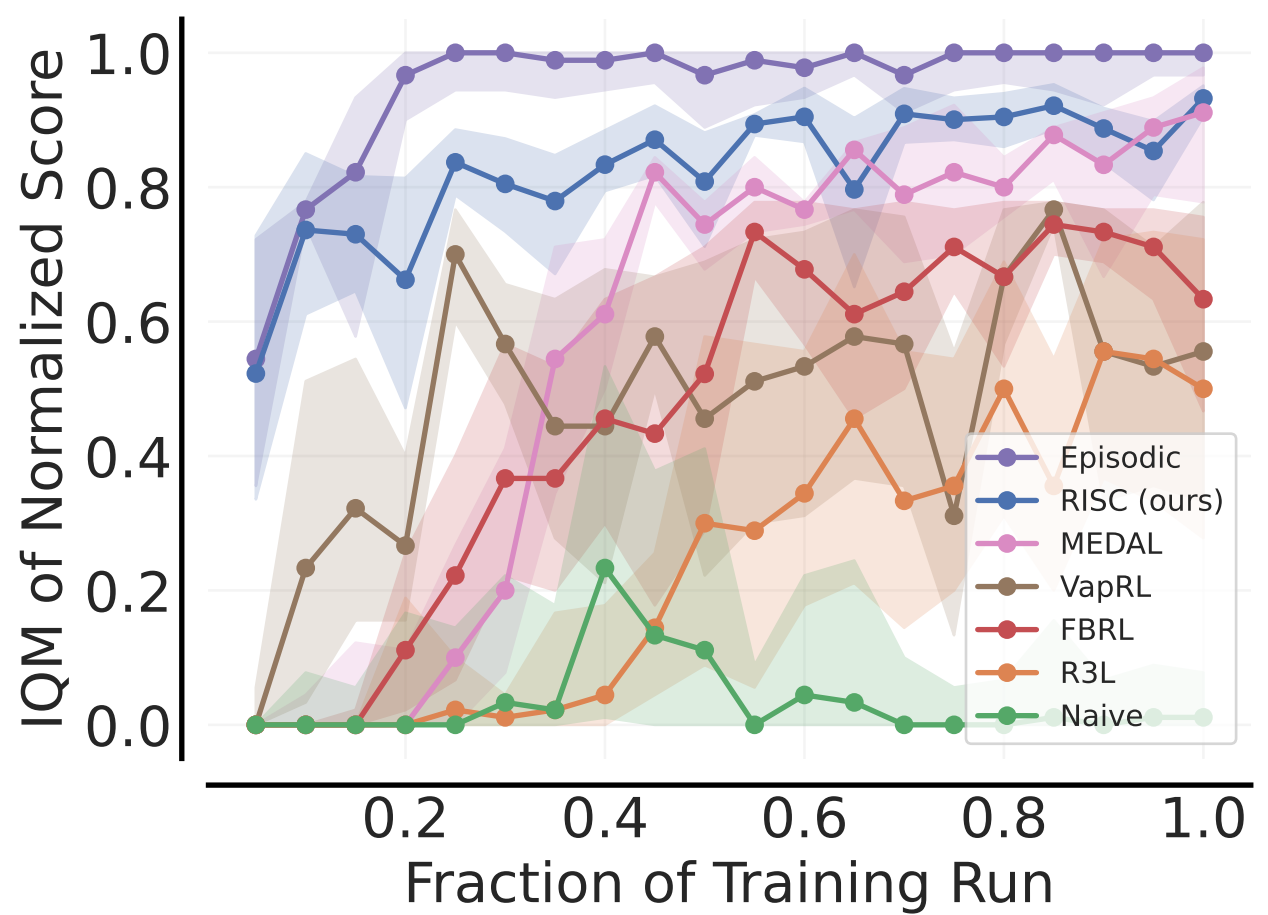 IQM of Normalized Score
1.0
0.8
0.6
0.4
0.2
0.0
Episodic
RISC (ours)
MEDAL
VapRL
FBRL
R3L
Naive
0.2 0.4 0.6 0.8 1.0
Fraction of Training Run